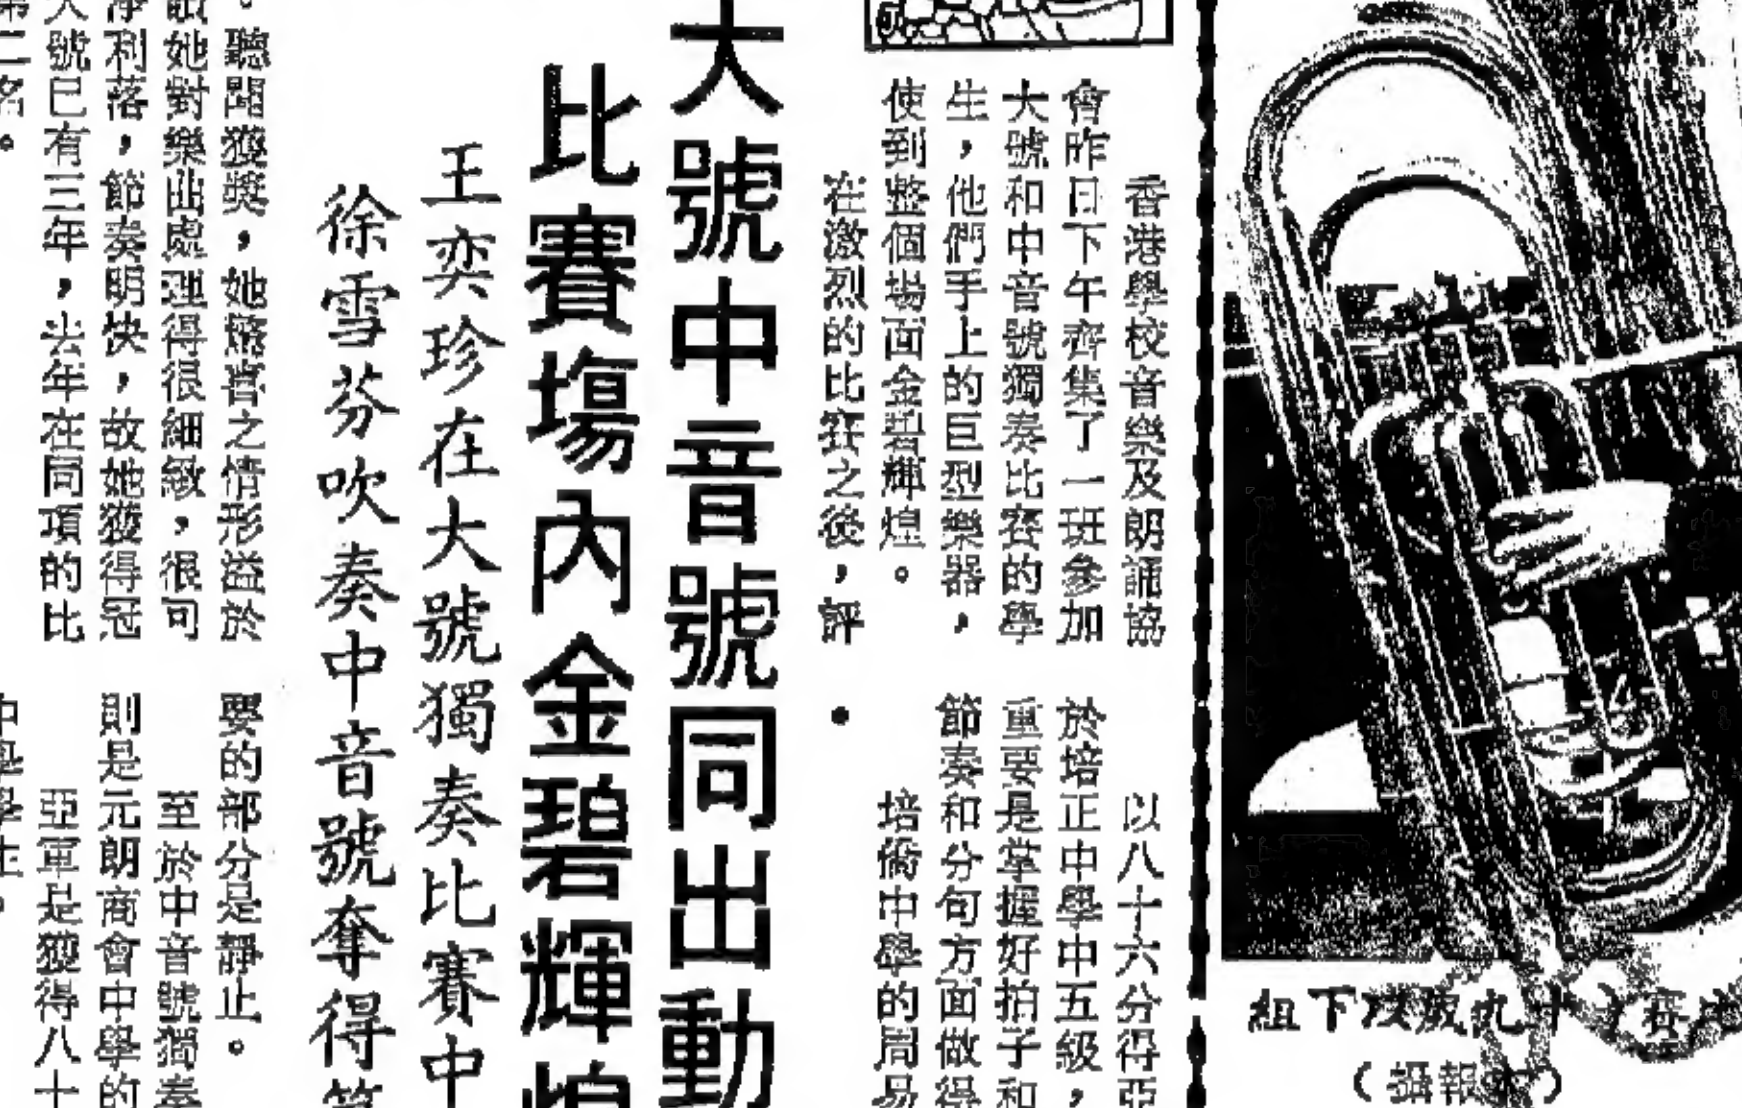 大號中音號同出動
比賽場內金碧輝煌
王奕珍在大號獨奏比賽中
徐雪芬吹奏中音號奪得第
香港學校音樂及朗誦協
會昨日下午齊集了一班參加
大號和中音號獨奏比賽的學
生，他們手上的巨型樂器，
使到整個場面金碧輝煌。
在激烈的比賽之後，評
。聽聞獲獎，她驚喜之情形溢於
她對樂曲處理得很細緻，很可
淨利落，節奏明快，故她獲得冠
大號已有三年，去年在同項的比
第二名。
以八十六分得亞
於培正中學中五級，
重要是掌握好拍子和
節奏和分句方面做得
培僑中學的周易
要的部分是靜止。
至於中音號獨奏
則是元朗商會中學的
亞軍是獲得八十
中學學生。
組下歲九十
賽
（攝報本）